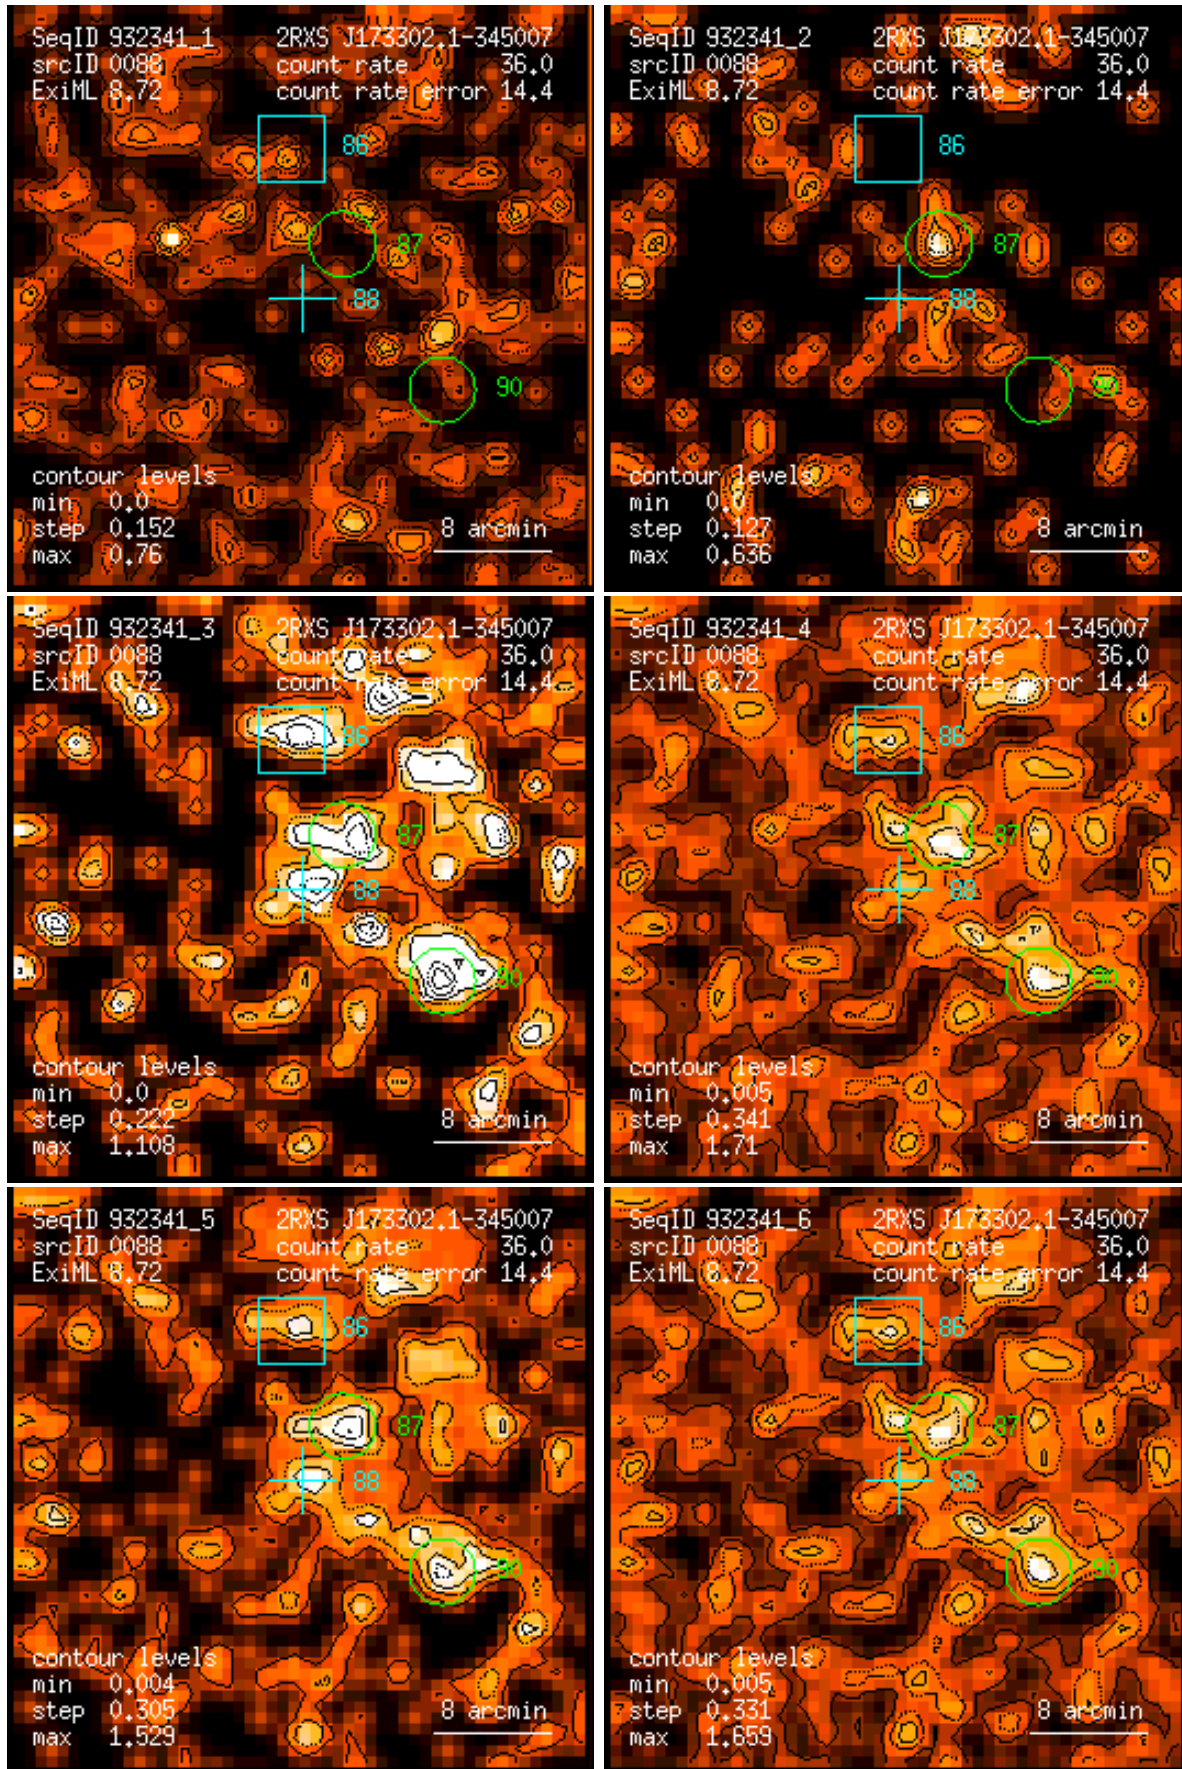 SeqID 932341_1 2RXS J173302.1-345007
srcID 0088 count rate 36.0
ExiML 8.72 count rate error 14.4
86
87
88
90
contour levels
min 0.0
step 0.152
max 0.76
8 arcmin
SeqID 932341_2 2RXS J173302.1-345007
srcID 0088 count rate 36.0
ExiML 8.72 count rate error 14.4
86
87
88
90
contour levels
min 0.0
step 0.127
max 0.636
8 arcmin
SeqID 932341_3 2RXS J173302.1-345007
srcID 0088 count rate 36.0
ExiML 8.72 count rate error 14.4
86
87
88
90
contour levels
min 0.0
step 0.222
max 1.108
8 arcmin
SeqID 932341_4 2RXS J173302.1-345007
srcID 0088 count rate 36.0
ExiML 8.72 count rate error 14.4
86
87
88
90
contour levels
min 0.005
step 0.341
max 1.71
8 arcmin
SeqID 932341_5 2RXS J173302.1-345007
srcID 0088 count rate 36.0
ExiML 8.72 count rate error 14.4
86
87
88
90
contour levels
min 0.004
step 0.305
max 1.529
8 arcmin
SeqID 932341_6 2RXS J173302.1-345007
srcID 0088 count rate 36.0
ExiML 8.72 count rate error 14.4
86
87
88
90
contour levels
min 0.005
step 0.331
max 1.659
8 arcmin